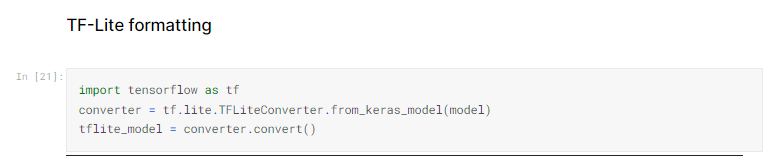 TF-Lite formatting
In [21]:
import tensorflow as tf
converter = tf.lite.TFLiteConverter.from_keras_model(model)
tflite_model = converter.convert()